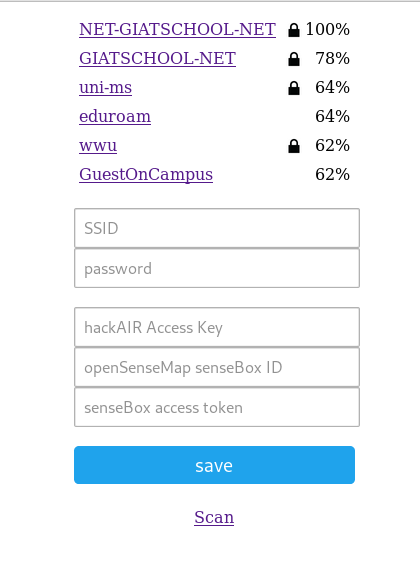 NET-GIATSCHOOL-NET 100%
GIATSCHOOL-NET 78%
uni-ms 64%
eduroam 64%
wwu 62%
GuestOnCampus 62%
SSID
password
hackAIR Access Key
openSenseMap senseBox ID
senseBox access token
save
Scan